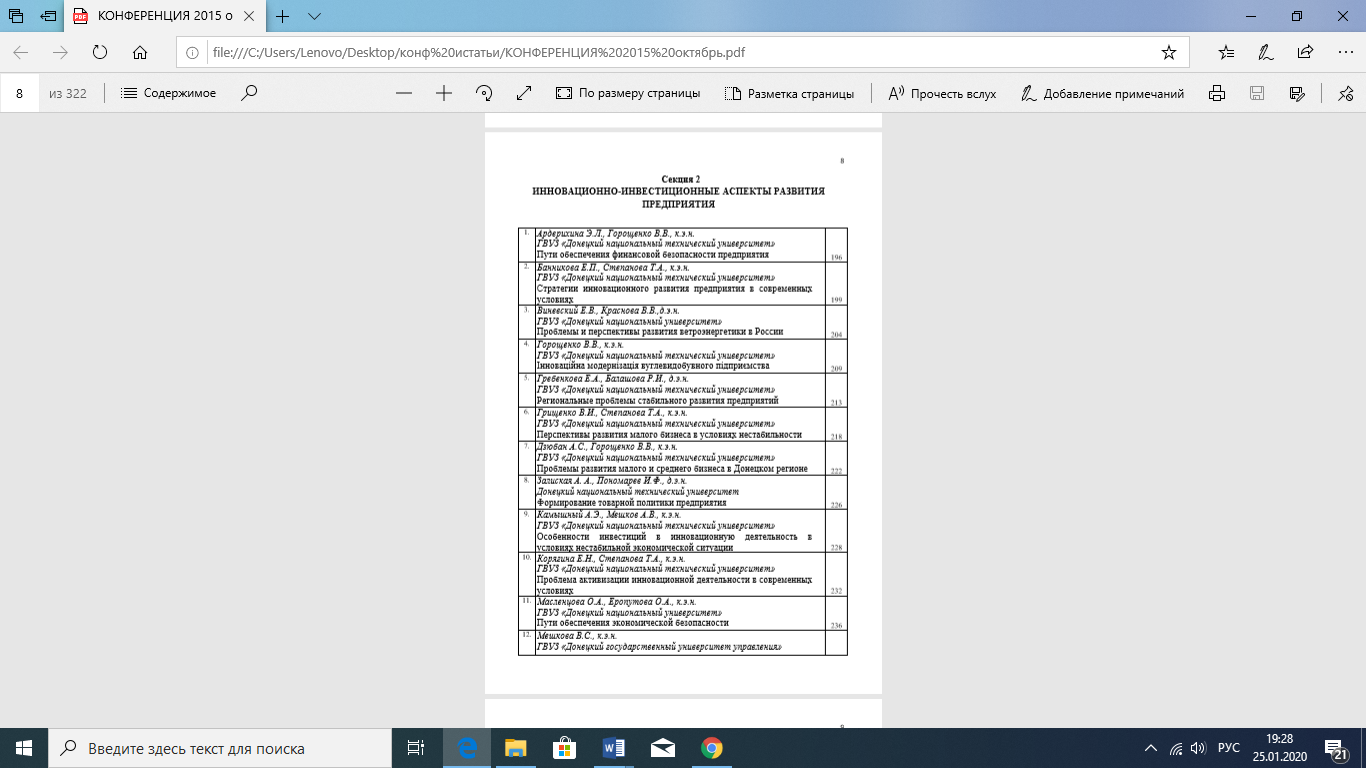 КОНФЕРЕНЦИЯ 2015 о
file:///C:/Users/Lenovo/Desktop/конф%20истатьи/КОНФЕРЕНЦИЯ%202015%20октябрь.pdf
8 из 322 Содержимое По размеру страницы Разметка страницы Прочесть вслух Добавление примечаний
8
Секция 2
ИННОВАЦИОННО-ИНВЕСТИЦИОННЫЕ АСПЕКТЫ РАЗВИТИЯ
ПРЕДПРИЯТИЯ
1. Ардерихина Э.Л., Горощенко В.В., к.э.н.
ГВУЗ «Донецкий национальный технический университет»
Пути обеспечения финансовой безопасности предприятия 196
2. Банникова Е.П., Степанова Т.А., к.э.н.
ГВУЗ «Донецкий национальный технический университет»
Стратегии инновационного развития предприятия в современных
условиях 199
3. Виневский Е.В., Краснова В.В.,д.э.н.
ГВУЗ «Донецкий национальный университет»
Проблемы и перспективы развития ветроэнергетики в России 204
4. Горощенко В.В., к.э.н.
ГВУЗ «Донецкий национальный технический университет»
Інноваційна модернізація вуглевидобувного підприємства 209
5. Гребенкова Е.А., Балашова Р.И., д.э.н.
ГВУЗ «Донецкий национальный технический университет»
Региональные проблемы стабильного развития предприятий 213
6. Грищенко В.И., Степанова Т.А., к.э.н.
ГВУЗ «Донецкий национальный технический университет»
Перспективы развития малого бизнеса в условиях нестабильности 218
7. Дзюбан А.С., Горощенко В.В., к.э.н.
ГВУЗ «Донецкий национальный технический университет»
Проблемы развития малого и среднего бизнеса в Донецком регионе 222
8. Залиская А. А., Пономарев И.Ф., д.э.н.
Донецкий национальный технический университет
Формирование товарной политики предприятия 226
9. Камышный А.Э., Мешков А.В., к.э.н.
ГВУЗ «Донецкий национальный технический университет»
Особенности инвестиций в инновационную деятельность в
условиях нестабильной экономической ситуации 228
10. Корягина Е.Н., Степанова Т.А., к.э.н.
ГВУЗ «Донецкий национальный технический университет»
Проблема активизации инновационной деятельности в современных
условиях 232
11. Масленцова О.А., Еропутова О.А., к.э.н.
ГВУЗ «Донецкий национальный университет»
Пути обеспечения экономической безопасности 236
12. Мешкова В.С., к.э.н.
ГВУЗ «Донецкий государственный университет управления»
Введите здесь текст для поиска
РУС
19:28
25.01.2020
21